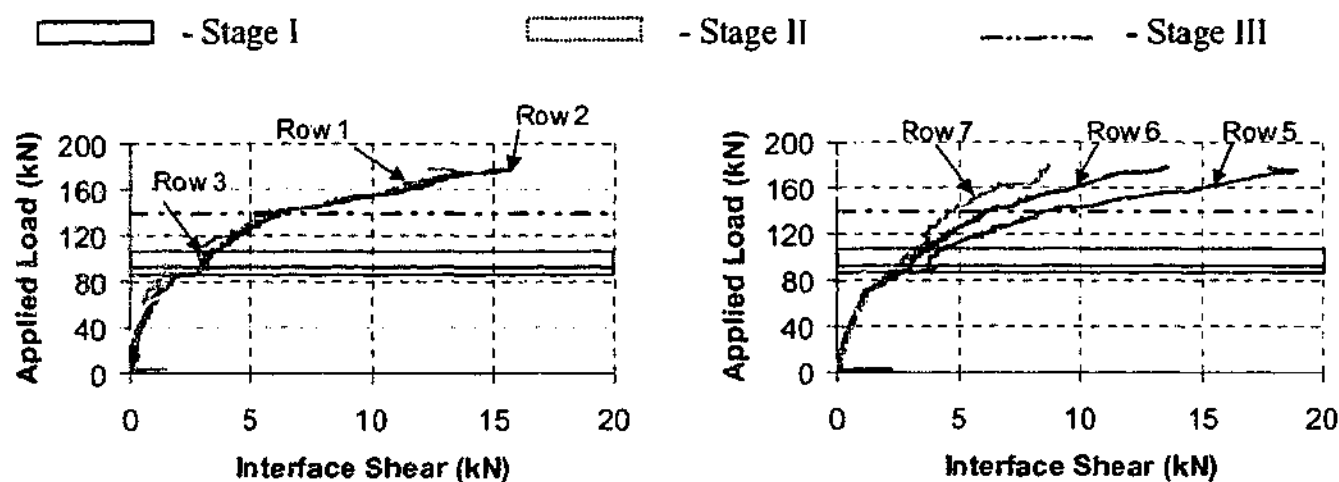 - Stage I
- Stage II
- Stage III
Applied Load (kN)
200
160
120
80
40
0
Row 1
Row 2
Row 3
0
5
10
15
20
Interface Shear (kN)
Applied Load (kN)
200
160
120
80
40
0
Row 7
Row 6
Row 5
0
5
10
15
20
Interface Shear (kN)